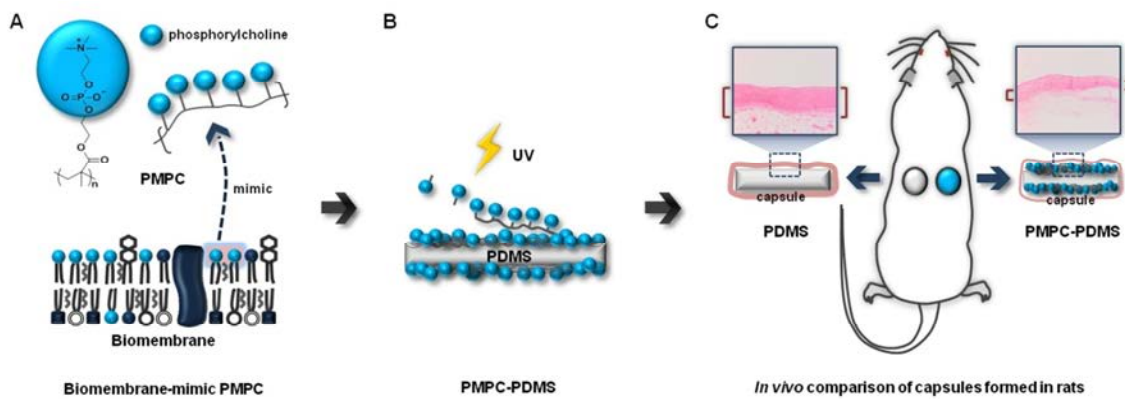 A
phosphorylcholine
N
+
O
O=P-O⁻
O
O
O
n
PMPC
mimic
Biomembrane
Biomembrane-mimic PMPC
B
UV
PDMS
PMPC-PDMS
C
capsule
PDMS
capsule
PMPC-PDMS
In vivo comparison of capsules formed in rats